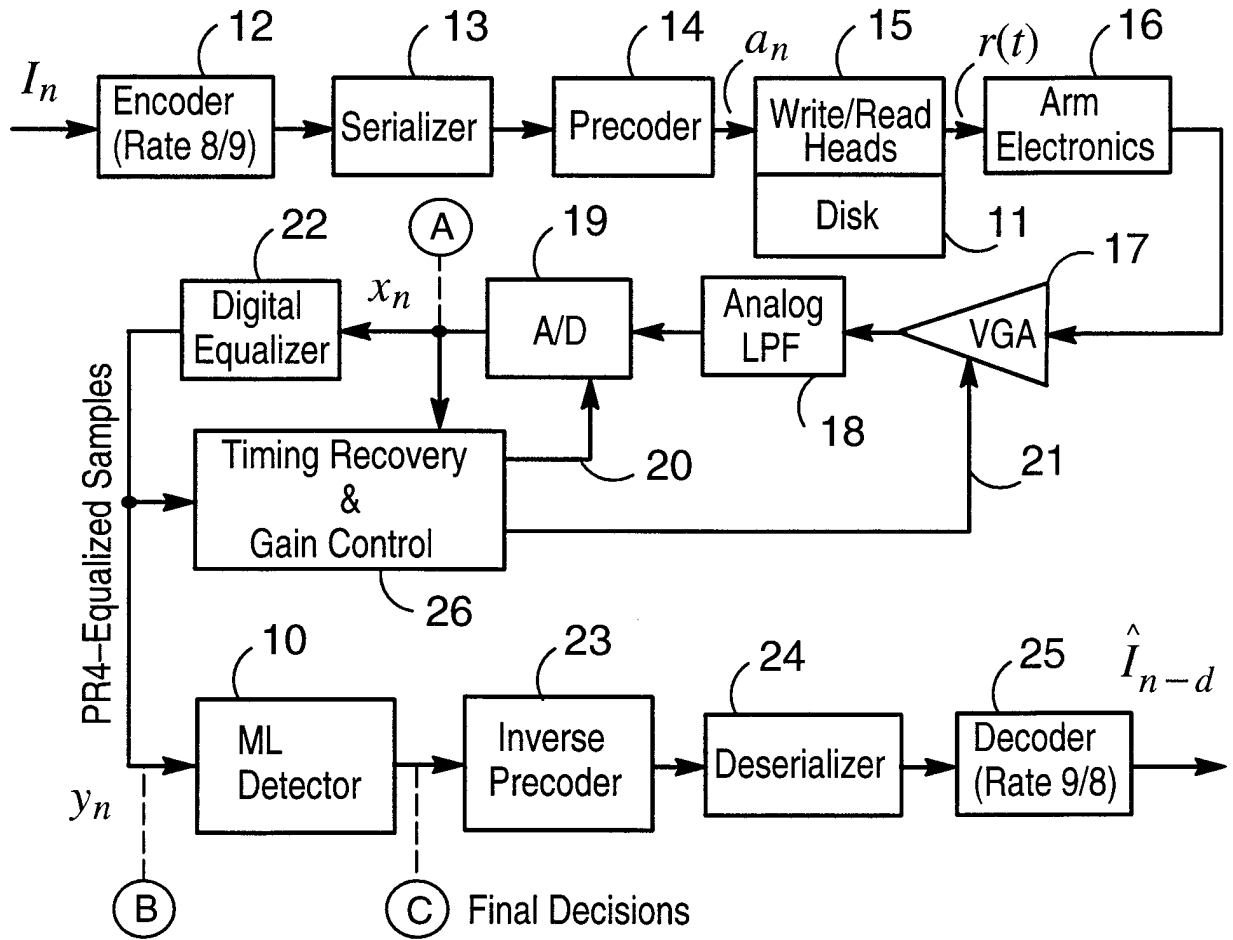 12 13 14 15 16
I_n a_n r(t)
Encoder
(Rate 8/9)
Serializer
Precoder
Write/Read
Heads
Disk
Arm
Electronics
11
A
22 19 17
x_n
Digital
Equalizer
A/D
Analog
LPF
VGA
18
PR4–Equalized Samples
Timing Recovery
&
Gain Control
20
21
26
10 23 24 25
Î_{n-d}
ML
Detector
Inverse
Precoder
Deserializer
Decoder
(Rate 9/8)
y_n
B
C Final Decisions